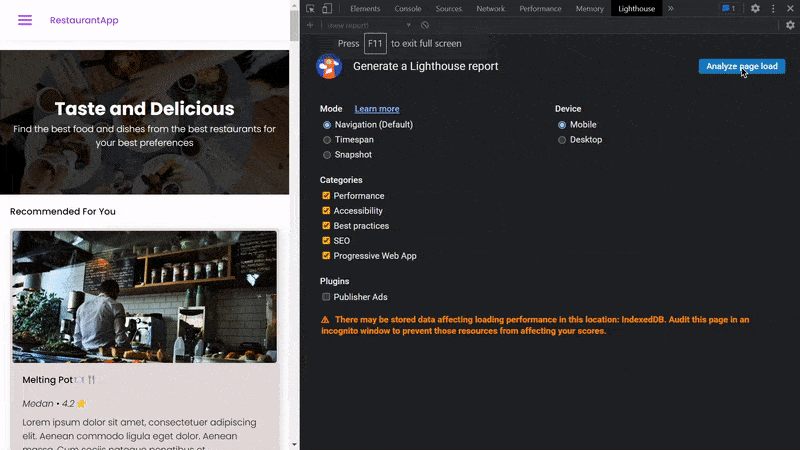 RestaurantApp
Taste and Delicious
Find the best food and dishes from the best restaurants for
your best preferences
Recommended For You
Melting Pot🍽️🍴
Medan • 4.2⭐
Lorem ipsum dolor sit amet, consectetuer adipiscing
elit. Aenean commodo ligula eget dolor. Aenean
massa. Cum sociis natoque penatibus et
Elements Console Sources Network Performance Memory Lighthouse » 1
+ (new report)
Press F11 to exit full screen
Generate a Lighthouse report
Analyze page load
Mode Learn more
Navigation (Default)
Timespan
Snapshot
Device
Mobile
Desktop
Categories
Performance
Accessibility
Best practices
SEO
Progressive Web App
Plugins
Publisher Ads
There may be stored data affecting loading performance in this location: IndexedDB. Audit this page in an
incognito window to prevent those resources from affecting your scores.